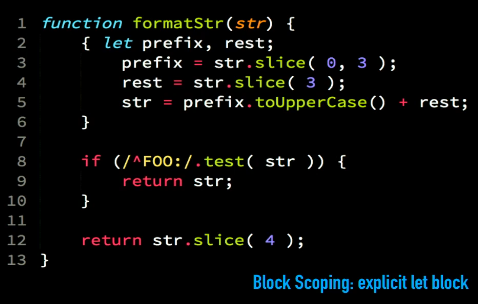 1 function formatStr(str) {
2     { let prefix, rest;
3         prefix = str.slice( 0, 3 );
4         rest = str.slice( 3 );
5         str = prefix.toUpperCase() + rest;
6     }
7
8     if (/^FOO:/.test( str )) {
9         return str;
10     }
11
12     return str.slice( 4 );
13 }
Block Scoping: explicit let block